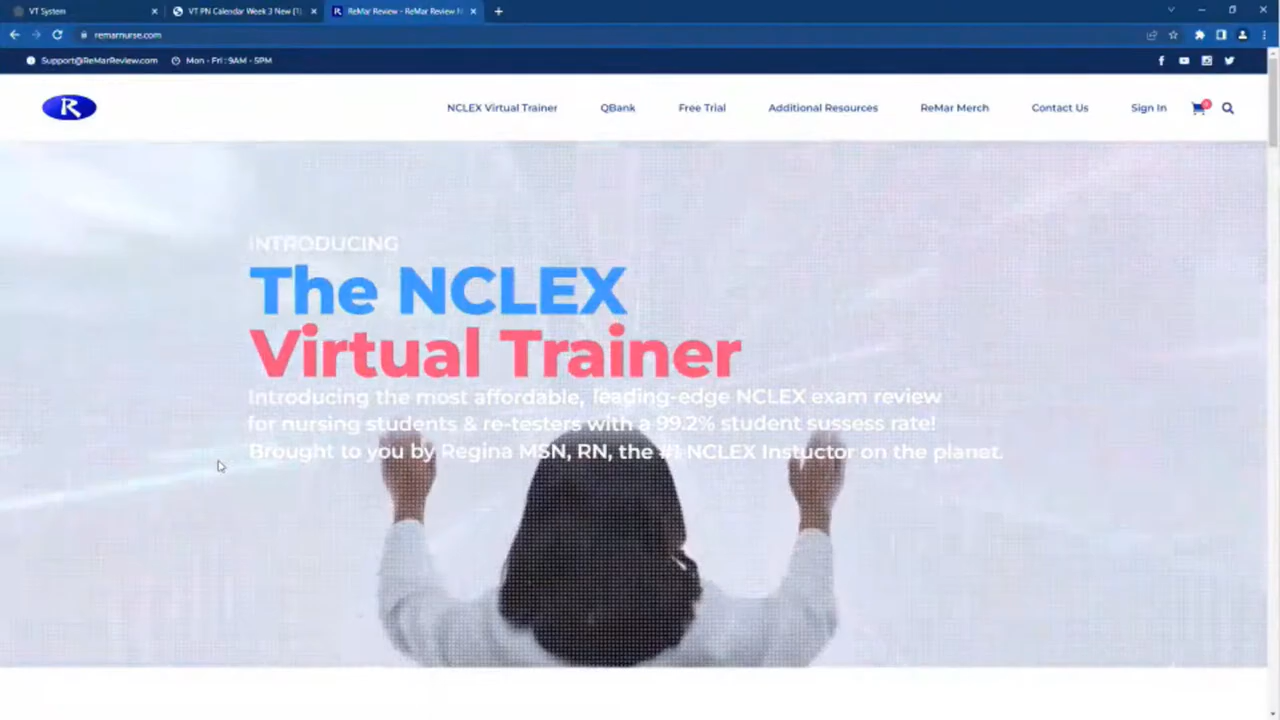 VT System
VT PN Calendar Week 3 New (1)
ReMar Review - ReMar Review N
remarnurse.com
Support@ReMarReview.com Mon - Fri : 9AM - 5PM
R NCLEX Virtual Trainer QBank Free Trial Additional Resources ReMar Merch Contact Us Sign In
INTRODUCING
The NCLEX
Virtual Trainer
Introducing the most affordable, leading-edge NCLEX exam review
for nursing students & re-testers with a 99.2% student sussess rate!
Brought to you by Regina MSN, RN, the #1 NCLEX Instuctor on the planet.